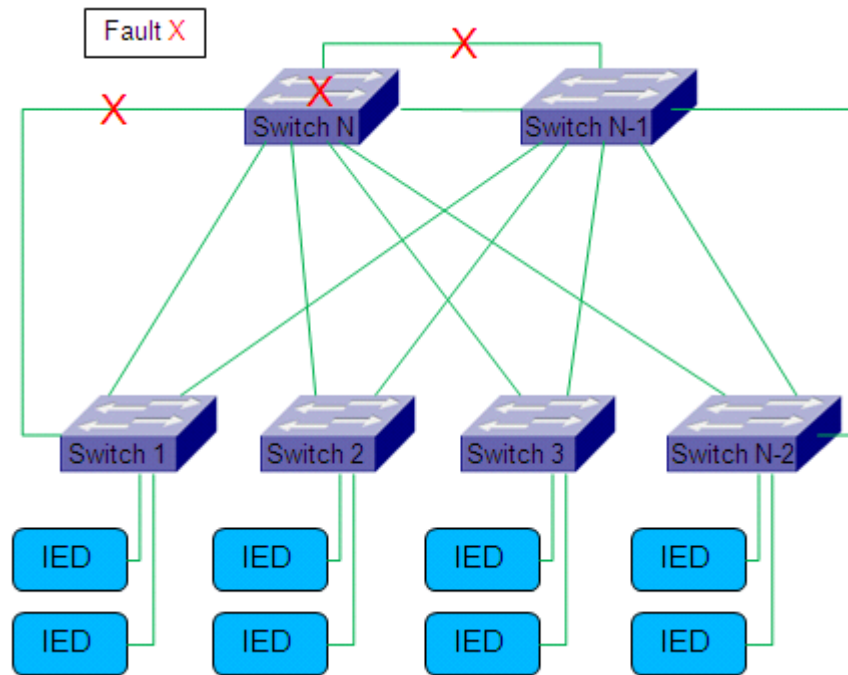 Fault X
X
X
X
Switch N
Switch N-1
Switch 1
Switch 2
Switch 3
Switch N-2
IED
IED
IED
IED
IED
IED
IED
IED